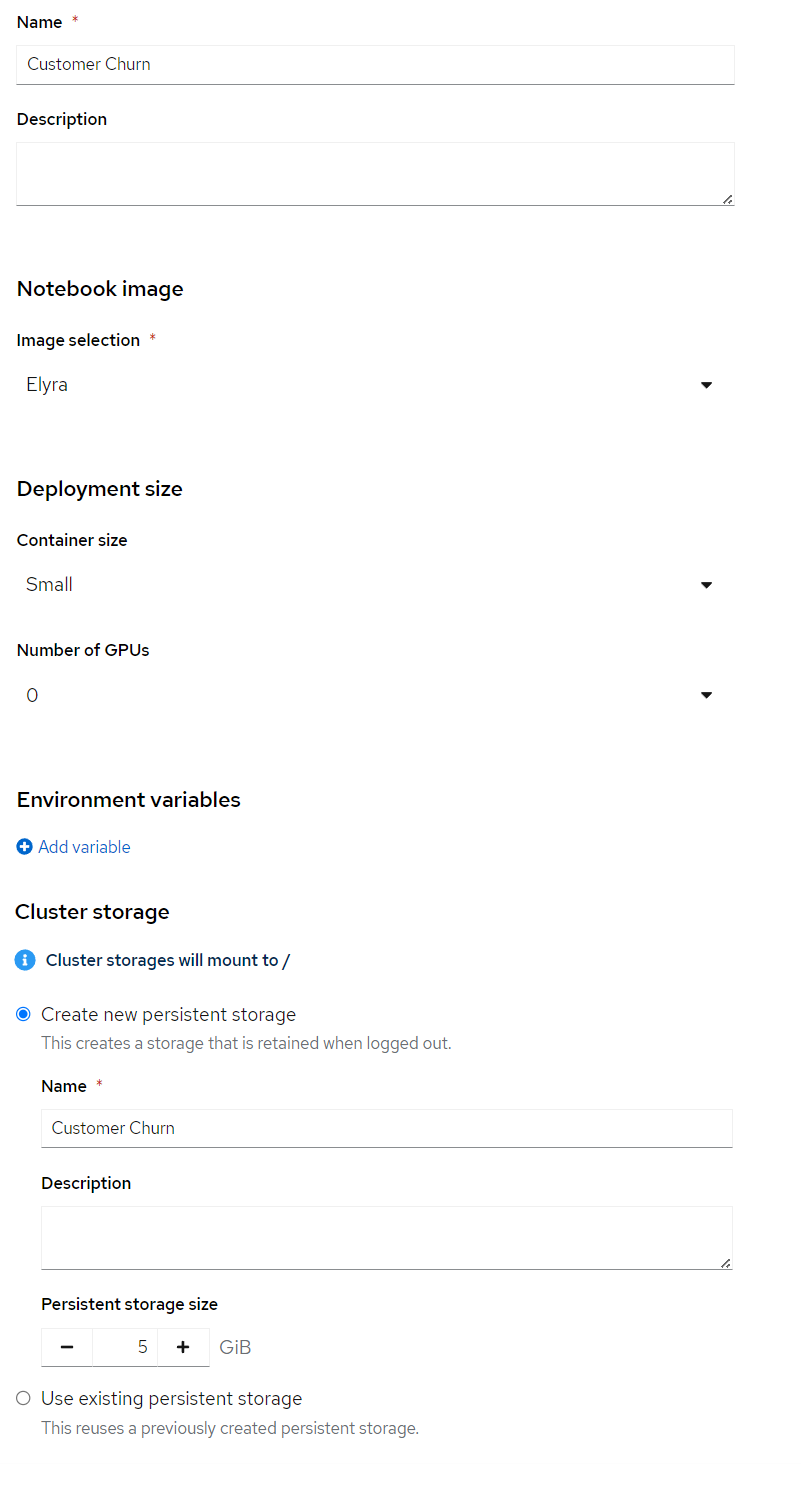 Name *
Customer Churn
Description
Notebook image
Image selection *
Elyra
Deployment size
Container size
Small
Number of GPUs
0
Environment variables
Add variable
Cluster storage
Cluster storages will mount to /
Create new persistent storage
This creates a storage that is retained when logged out.
Name *
Customer Churn
Description
Persistent storage size
5 GiB
Use existing persistent storage
This reuses a previously created persistent storage.